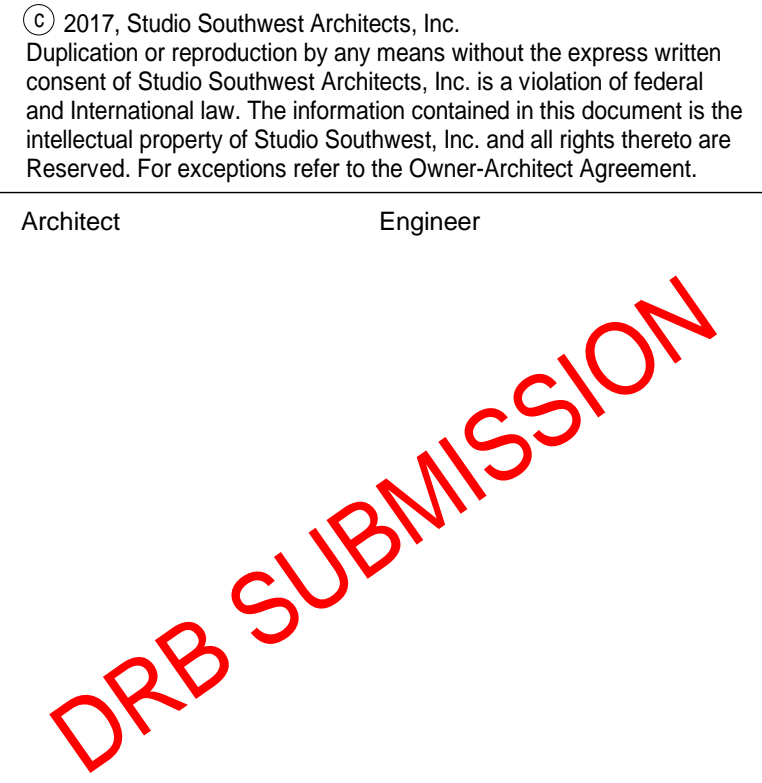 © 2017, Studio Southwest Architects, Inc.
Duplication or reproduction by any means without the express written
consent of Studio Southwest Architects, Inc. is a violation of federal
and International law. The information contained in this document is the
intellectual property of Studio Southwest, Inc. and all rights thereto are
Reserved. For exceptions refer to the Owner-Architect Agreement.
Architect Engineer
DRB SUBMISSION